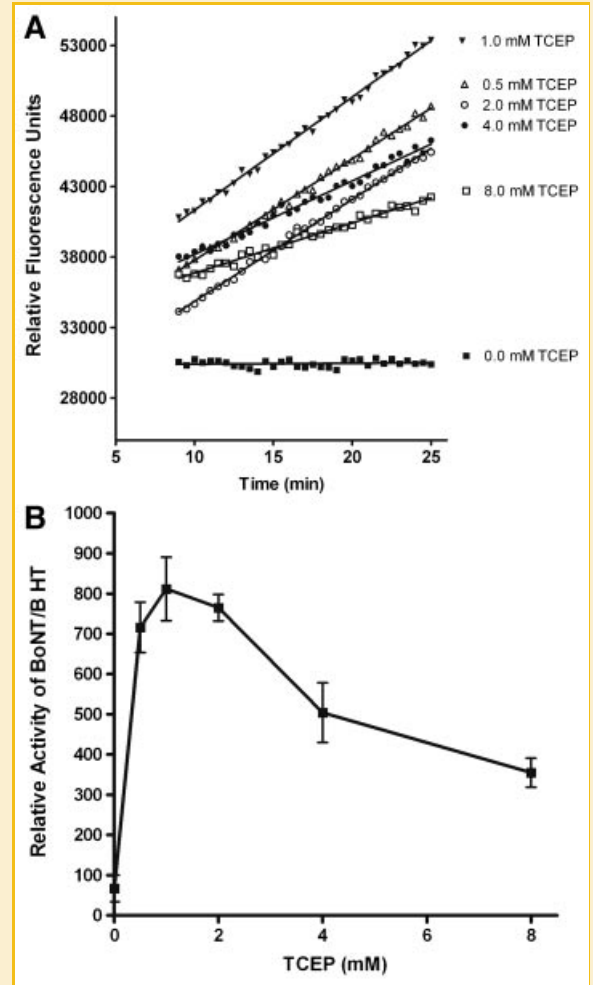 A
53000
48000
43000
38000
33000
28000
Relative Fluorescence Units
5
10
15
20
25
Time (min)
1.0 mM TCEP
0.5 mM TCEP
2.0 mM TCEP
4.0 mM TCEP
8.0 mM TCEP
0.0 mM TCEP
B
1000
900
800
700
600
500
400
300
200
100
0
Relative Activity of BoNT/B HT
0
2
4
6
8
TCEP (mM)